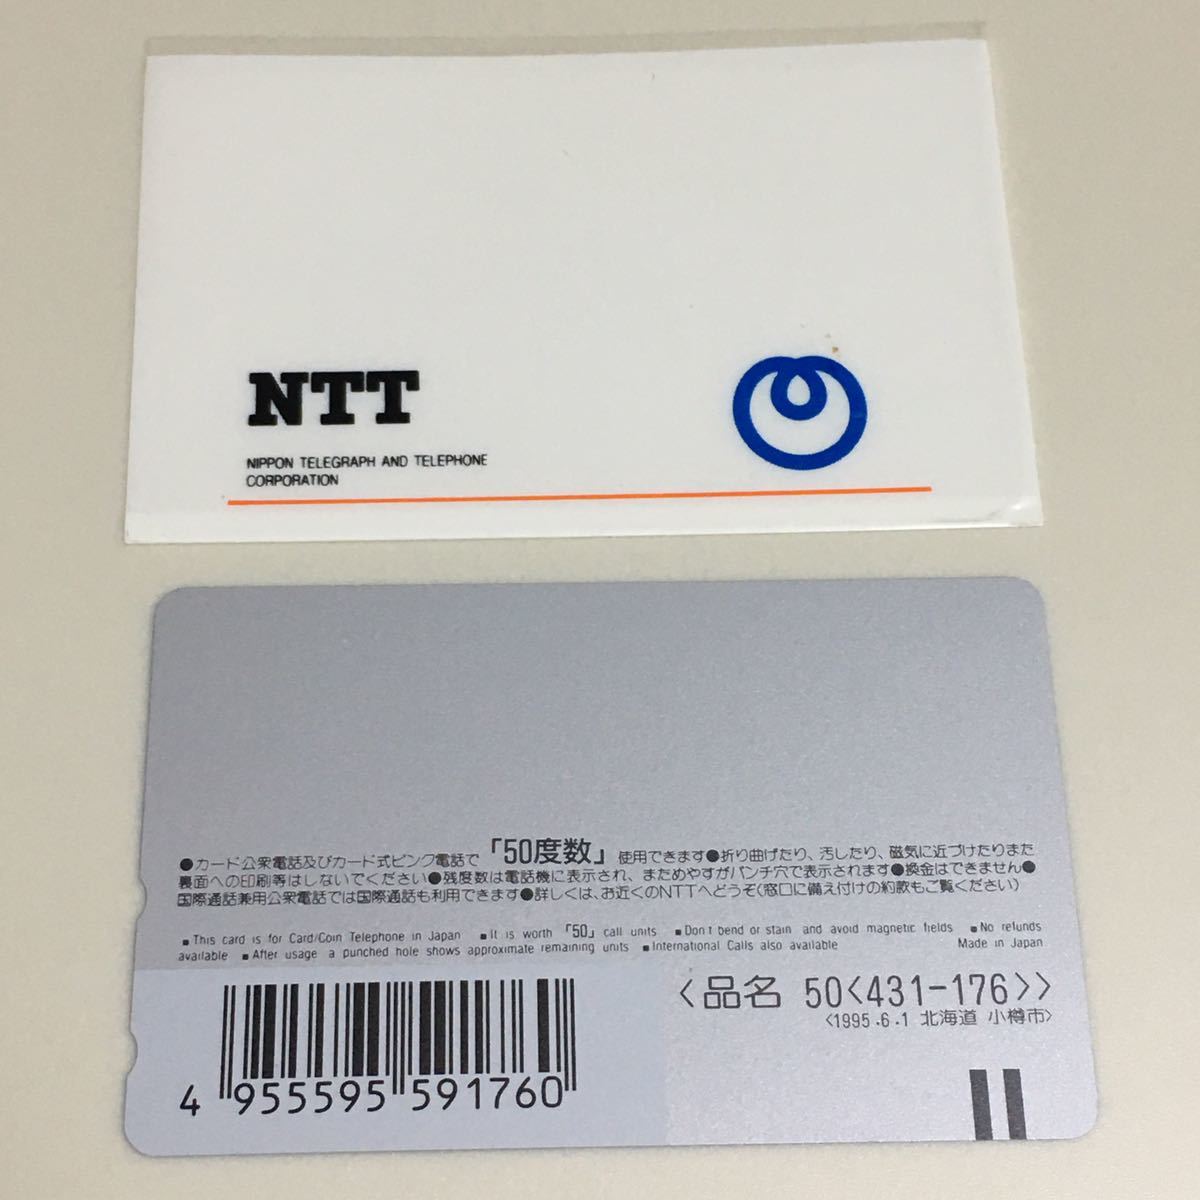 NTT
NIPPON TELEGRAPH AND TELEPHONE
CORPORATION
●カード公衆電話及びカード式ピンク電話で「50度数」使用できます●折り曲げたり、汚したり、磁気に近づけたりまた
裏面への印刷等はしないでください●残度数は電話機に表示され、まためやすがパンチ穴で表示されます●換金はできません●
国際通話兼用公衆電話では国際通話も利用できます●詳しくは、お近くのNTTへどうぞ(窓口に備え付けの約款もご覧ください)
■This card is for Card/Coin Telephone in Japan ■It is worth 「50」 call units ■Don't bend or stain and avoid magnetic fields ■No refunds
available ■After usage a punched hole shows approximate remaining units ■International Calls also available Made in Japan
<品名 50<431-176>>
<1995.6.1 北海道 小樽市>
4 955595 591760